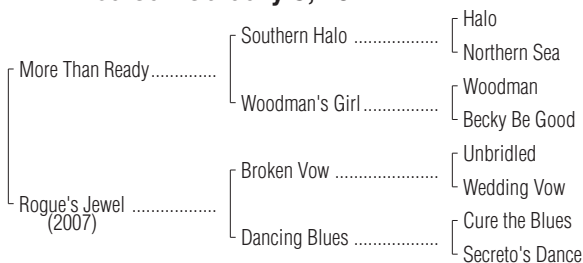 Halo
Southern Halo
Northern Sea
More Than Ready
Woodman
Woodman's Girl
Becky Be Good
Unbridled
Broken Vow
Wedding Vow
Rogue's Jewel
(2007)
Cure the Blues
Dancing Blues
Secreto's Dance